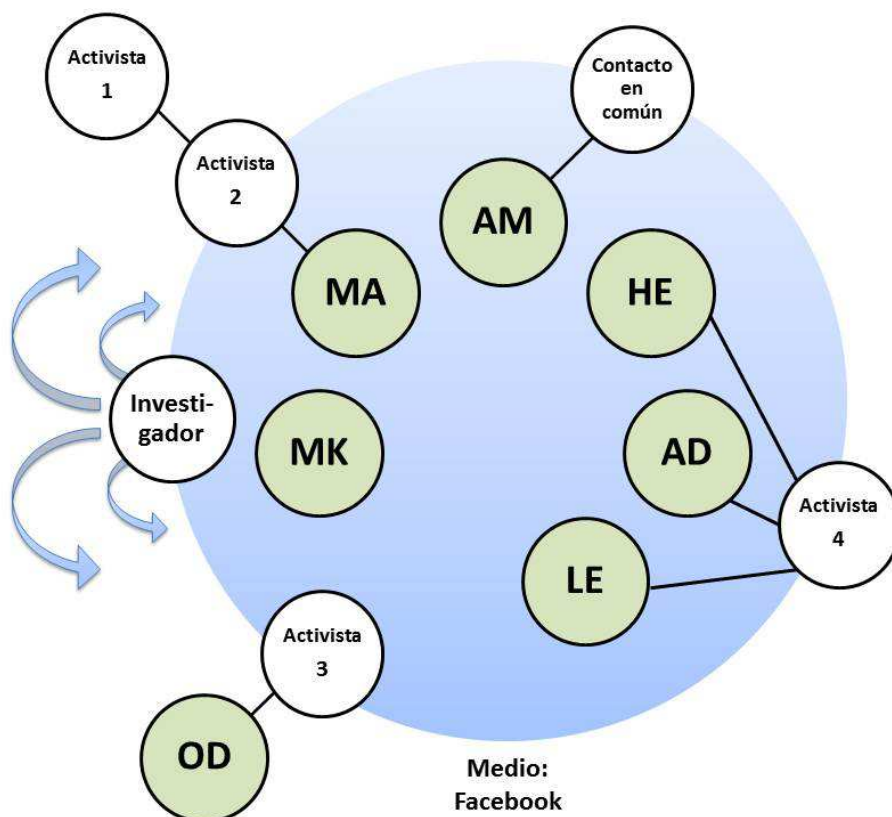 Activista
1
Contacto
en
común
Activista
2
AM
MA
HE
Investi-
gador
MK
AD
Activista
4
LE
Activista
3
OD
Medio:
Facebook